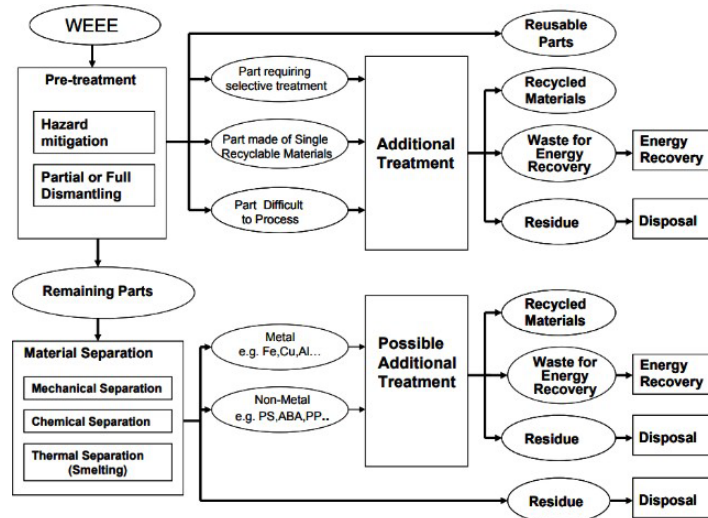 WEEE
Pre-treatment
Hazard
mitigation
Partial or Full
Dismantling
Part requiring
selective treatment
Part made of Single
Recyclable Materials
Part Difficult
to Process
Additional
Treatment
Reusable
Parts
Recycled
Materials
Waste for
Energy
Recovery
Energy
Recovery
Residue
Disposal
Remaining Parts
Material Separation
Mechanical Separation
Chemical Separation
Thermal Separation
(Smelting)
Metal
e.g. Fe,Cu,Al...
Non-Metal
e.g. PS,ABA,PP..
Possible
Additional
Treatment
Recycled
Materials
Waste for
Energy
Recovery
Energy
Recovery
Residue
Disposal
Residue
Disposal